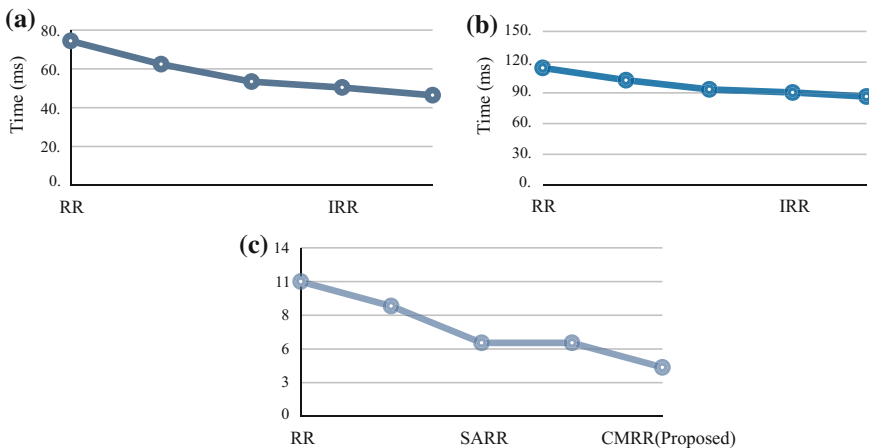 (a)
80.
60.
40.
20.
0.
Time (ms)
RR IRR
(b)
150.
120.
90.
60.
30.
0.
Time (ms)
RR IRR
(c)
14
11
8
6
3
0
RR SARR CMRR(Proposed)